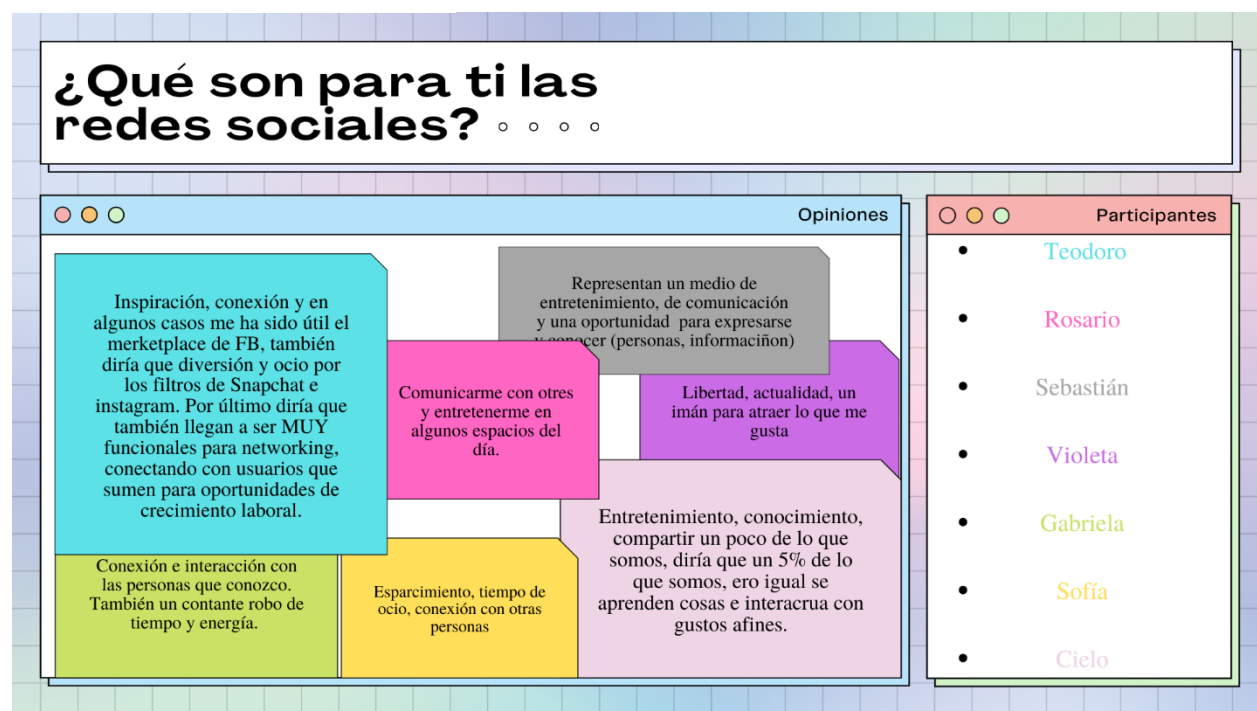 ¿Qué son para ti las
redes sociales?
Opiniones
Inspiración, conexión y en
algunos casos me ha sido útil el
merketplace de FB, también
diría que diversión y ocio por
los filtros de Snapchat e
instagram. Por último diría que
también llegan a ser MUY
funcionales para networking,
conectando con usuarios que
sumen para oportunidades de
crecimiento laboral.
Comunicarme con otres
y entretenerme en
algunos espacios del
día.
Representan un medio de
entretenimiento, de comunicación
y una oportunidad para expresarse
y conocer (personas, informaciñon)
Libertad, actualidad, un
imán para atraer lo que me
gusta
Conexión e interacción con
las personas que conozco.
También un contante robo de
tiempo y energía.
Esparcimiento, tiempo de
ocio, conexión con otras
personas
Entretenimiento, conocimiento,
compartir un poco de lo que
somos, diría que un 5% de lo
que somos, ero igual se
aprenden cosas e interacrua con
gustos afines.
Participantes
Teodoro
Rosario
Sebastián
Violeta
Gabriela
Sofía
Cielo